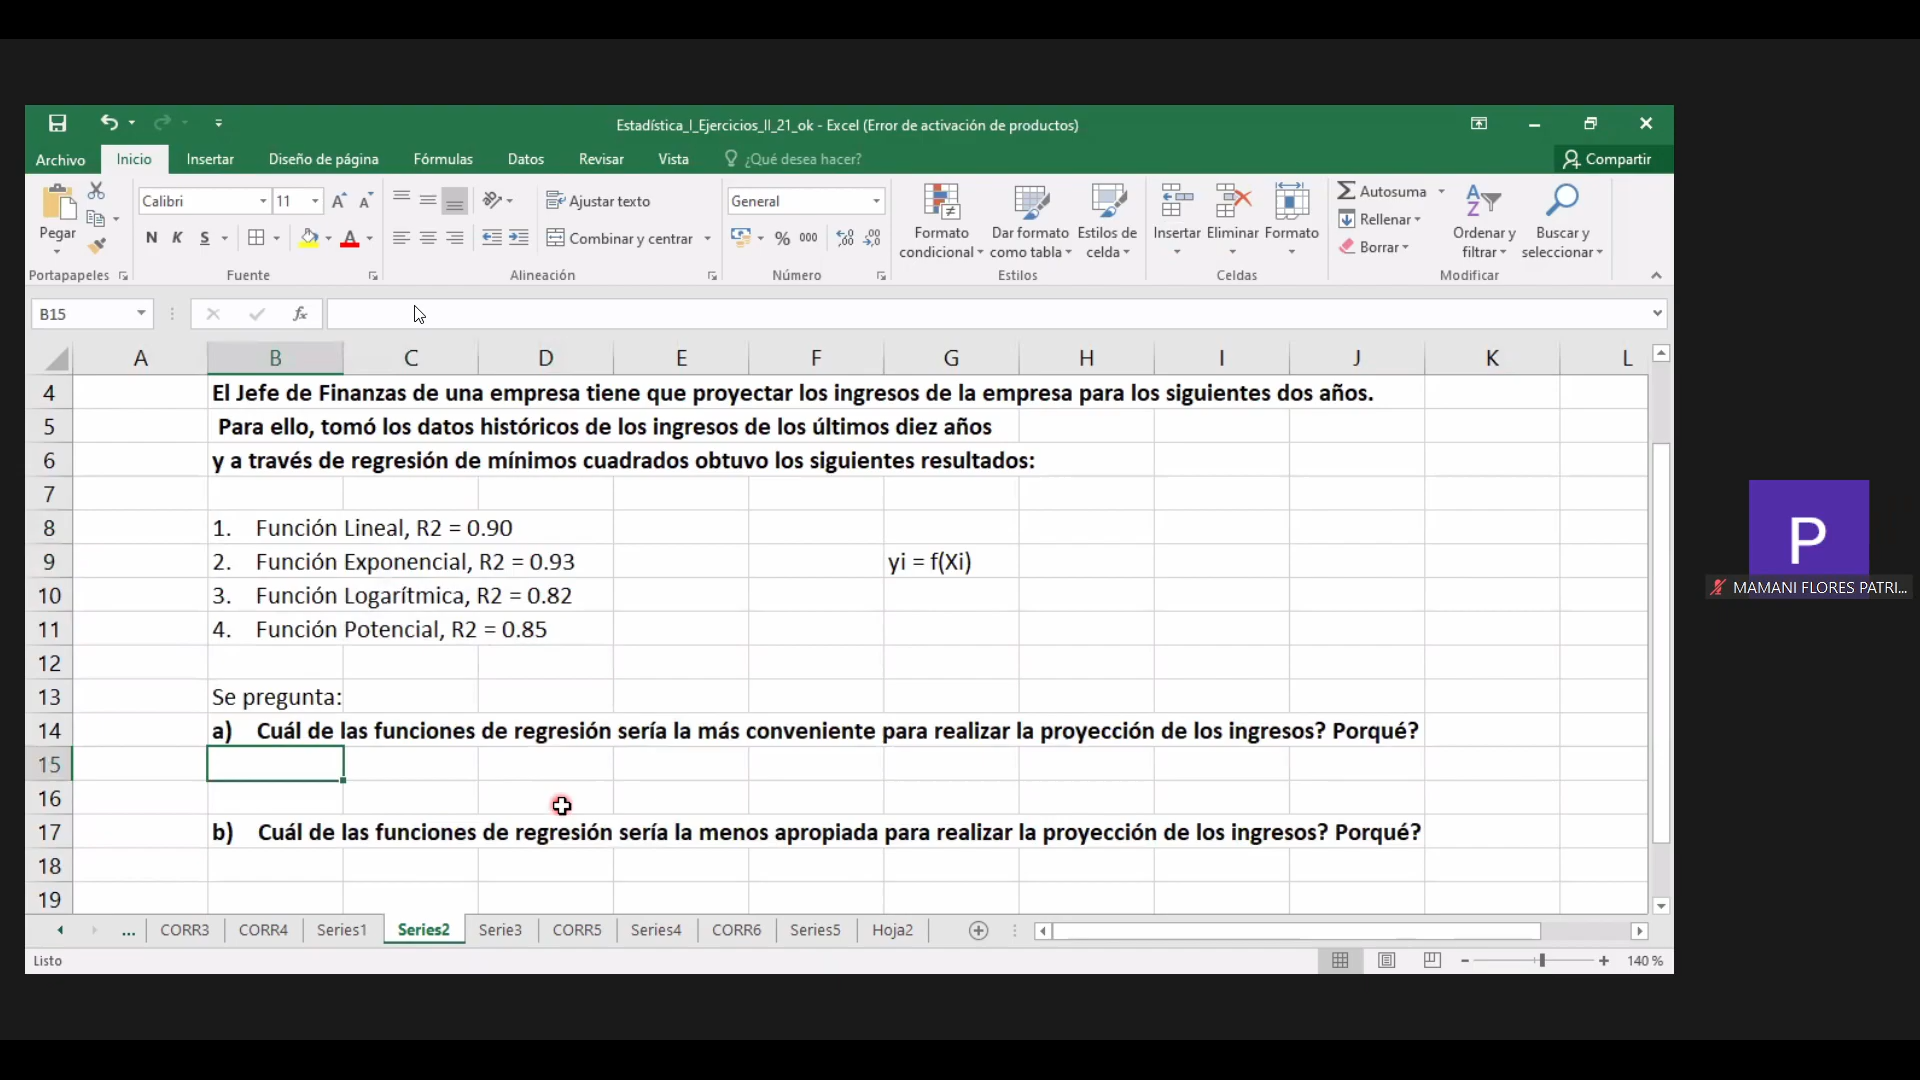 Estadística_I_Ejercicios_II_21_ok - Excel (Error de activación de productos)
Archivo Inicio Insertar Diseño de página Fórmulas Datos Revisar Vista ¿Qué desea hacer? Compartir
Pegar
Calibri 11
N K S
Ajustar texto
Combinar y centrar
General
% 000
Formato condicional
Dar formato como tabla
Estilos de celda
Insertar Eliminar Formato
Autosuma
Rellenar
Borrar
Ordenar y filtrar
Buscar y seleccionar
Portapapeles Fuente Alineación Número Estilos Celdas Modificar
B15 fx
A B C D E F G H I J K L
4 El Jefe de Finanzas de una empresa tiene que proyectar los ingresos de la empresa para los siguientes dos años.
5 Para ello, tomó los datos históricos de los ingresos de los últimos diez años
6 y a través de regresión de mínimos cuadrados obtuvo los siguientes resultados:
7
8 1. Función Lineal, R2 = 0.90
9 2. Función Exponencial, R2 = 0.93 yi = f(Xi)
10 3. Función Logarítmica, R2 = 0.82
11 4. Función Potencial, R2 = 0.85
12
13 Se pregunta:
14 a) Cuál de las funciones de regresión sería la más conveniente para realizar la proyección de los ingresos? Porqué?
15
16
17 b) Cuál de las funciones de regresión sería la menos apropiada para realizar la proyección de los ingresos? Porqué?
18
19
... CORR3 CORR4 Series1 Series2 Serie3 CORR5 Series4 CORR6 Series5 Hoja2
Listo 140 %
P
MAMANI FLORES PATRI...